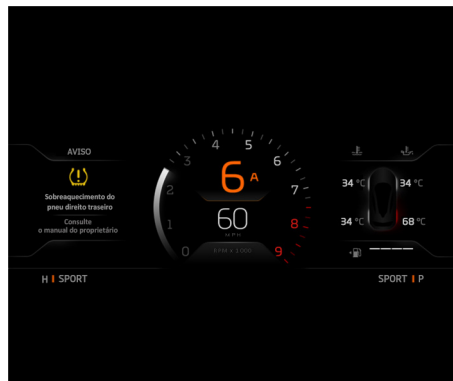 AVISO
Sobreaquecimento do
pneu direito traseiro
Consulte
o manual do proprietário
H SPORT
0
1
2
3
4
5
6
7
8
9
6 A
60
MPH
RPM X 1000
34 °C 34 °C
34 °C 68 °C
SPORT P